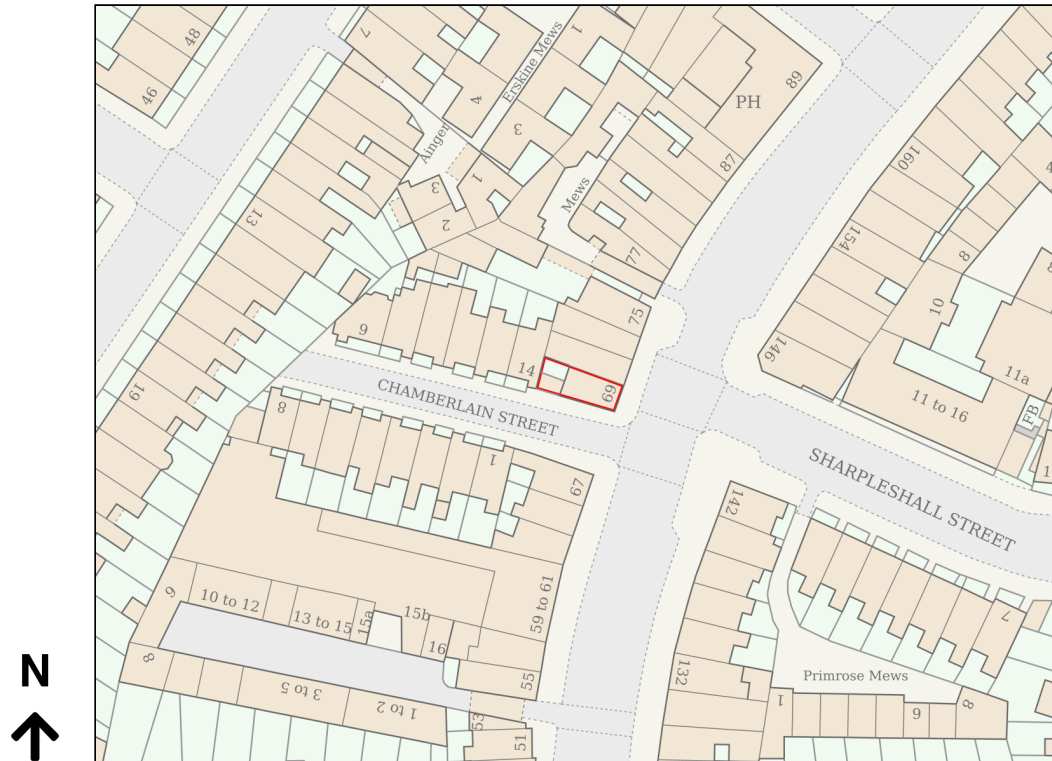 48
46
7
4
Erskine Mews
1
3
89
PH
87
Ainger
3
1
2
Mews
77
160
154
4
8
13
10
75
146
9
14
69
11a
11 to 16
FB
1
19
CHAMBERLAIN STREET
8
1
67
SHARPLESHALL STREET
142
7
9
10 to 12
13 to 15
15a
15b
16
59 to 61
8
3 to 5
1 to 2
55
53
51
132
Primrose Mews
1
9
8
N